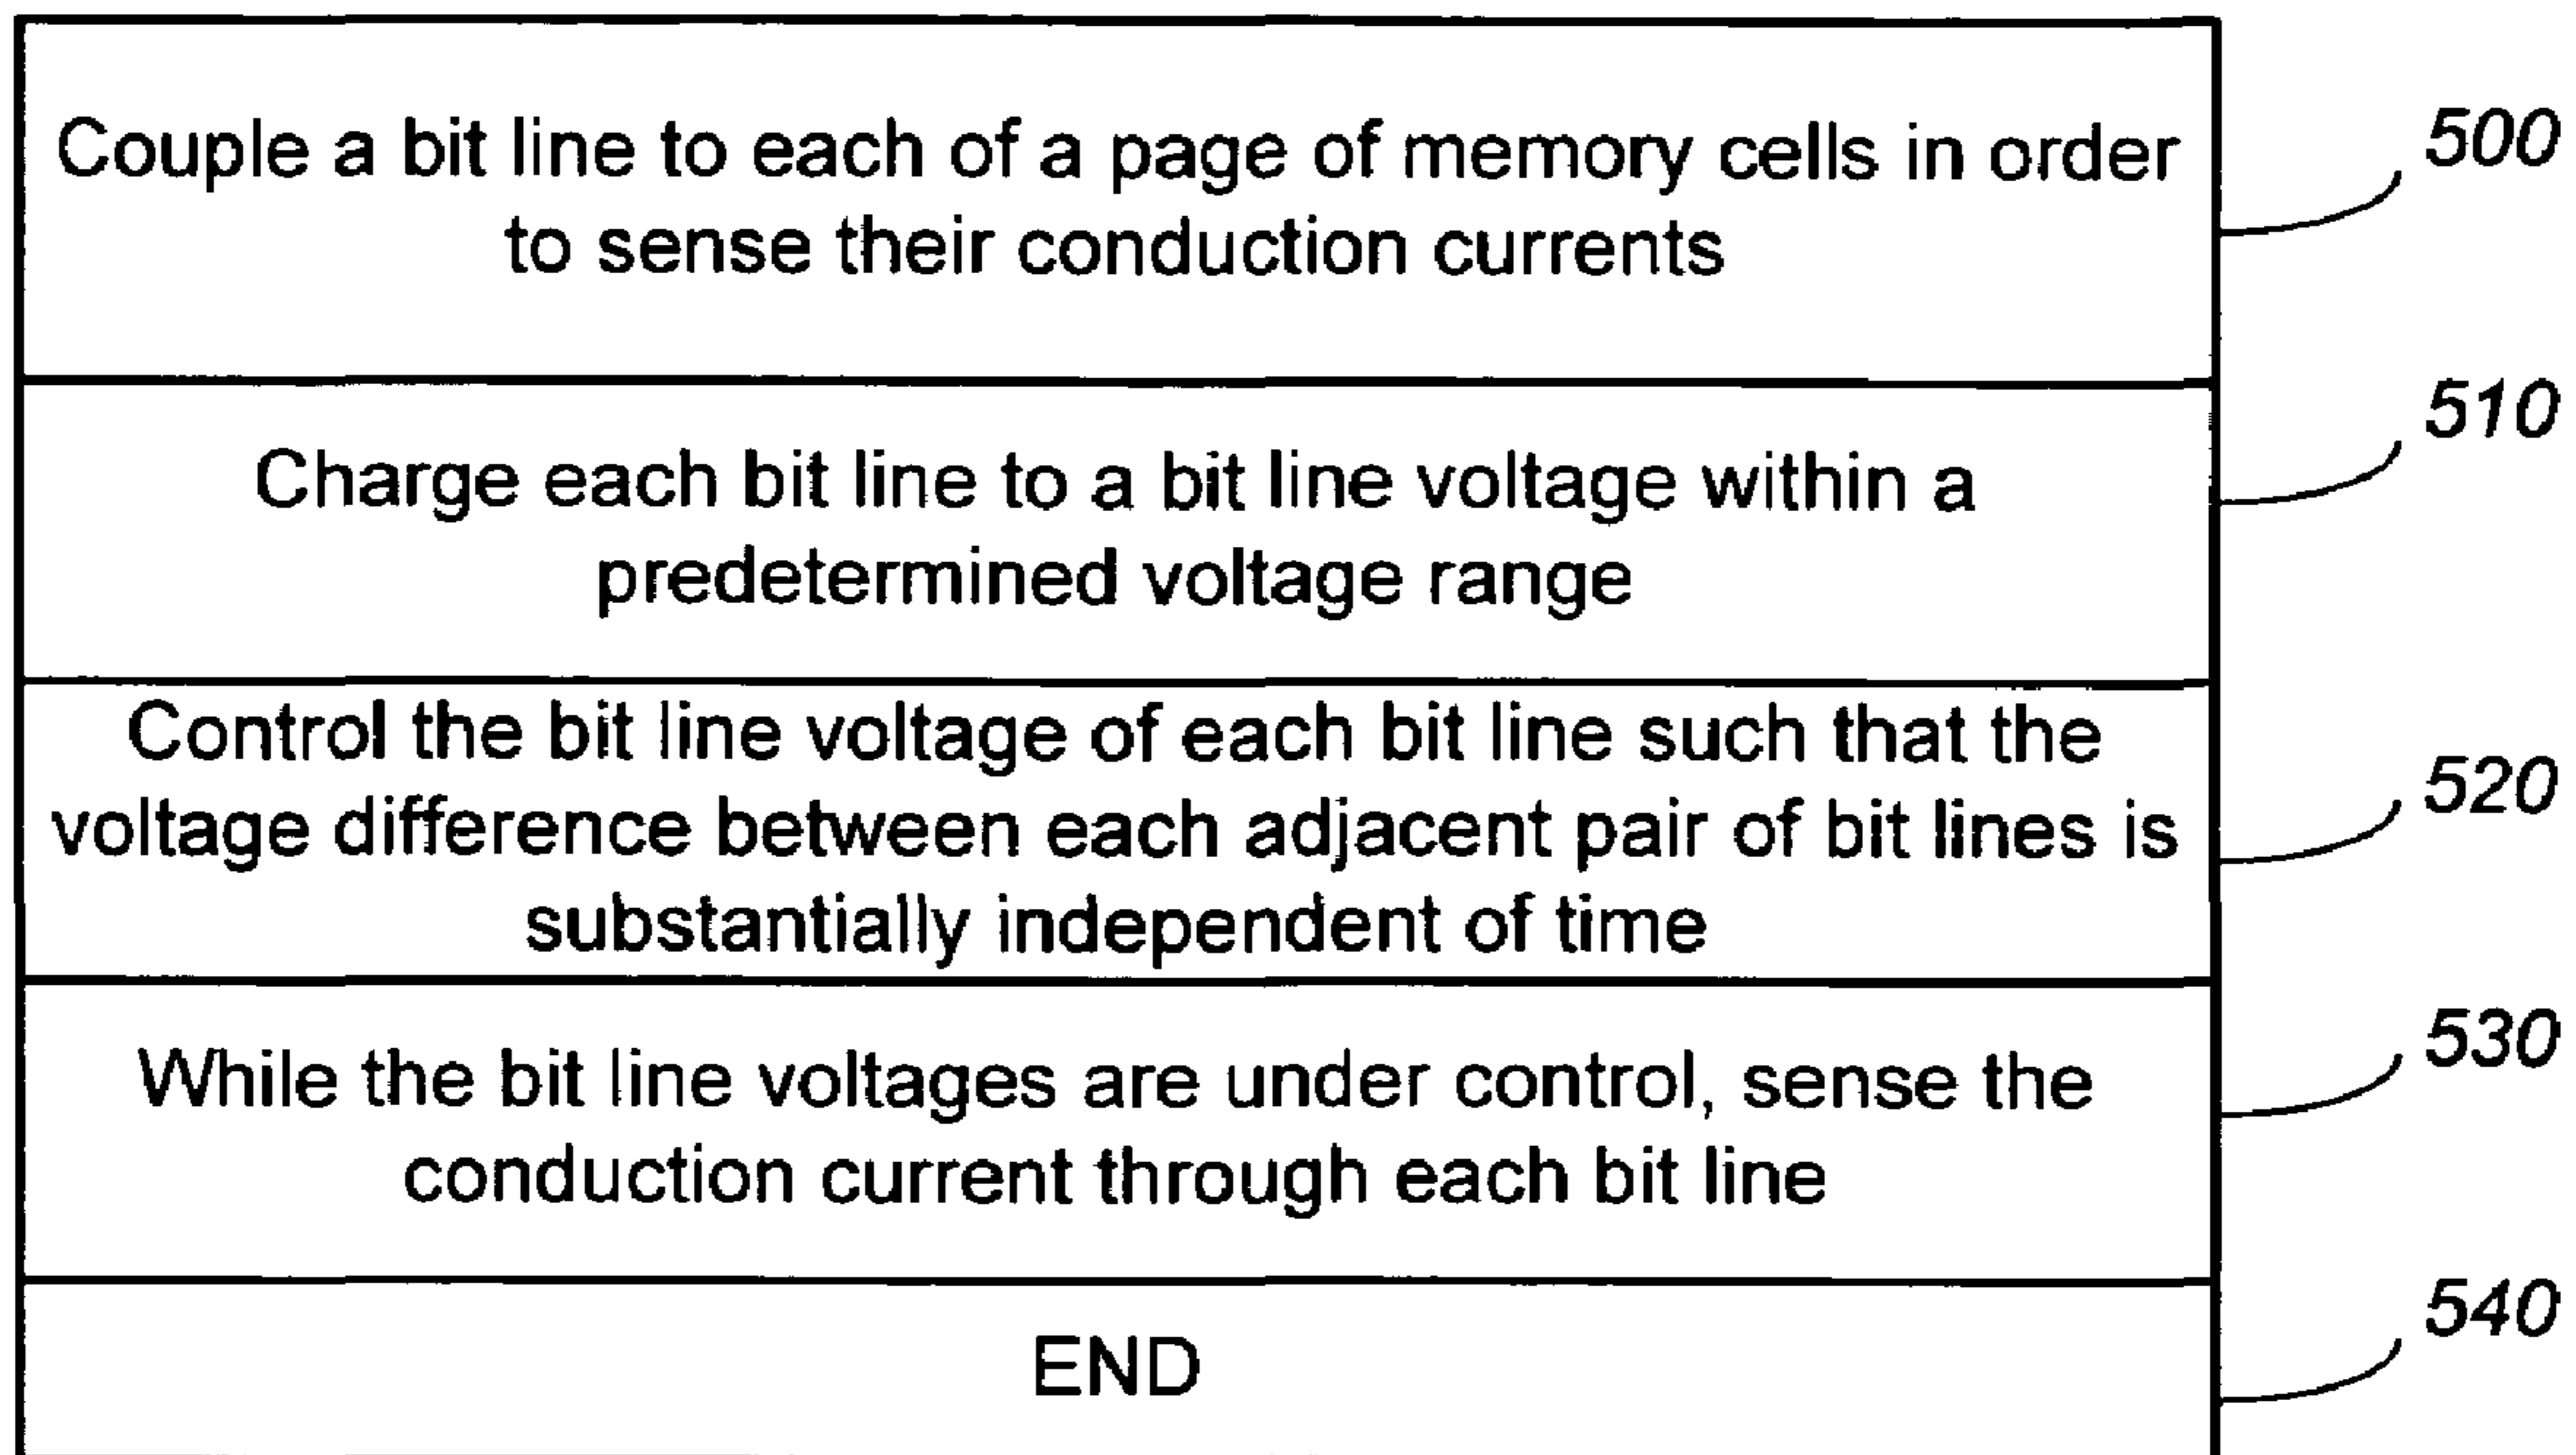 Couple a bit line to each of a page of memory cells in order
to sense their conduction currents
500
Charge each bit line to a bit line voltage within a
predetermined voltage range
510
Control the bit line voltage of each bit line such that the
voltage difference between each adjacent pair of bit lines is
substantially independent of time
520
While the bit line voltages are under control, sense the
conduction current through each bit line
530
END
540